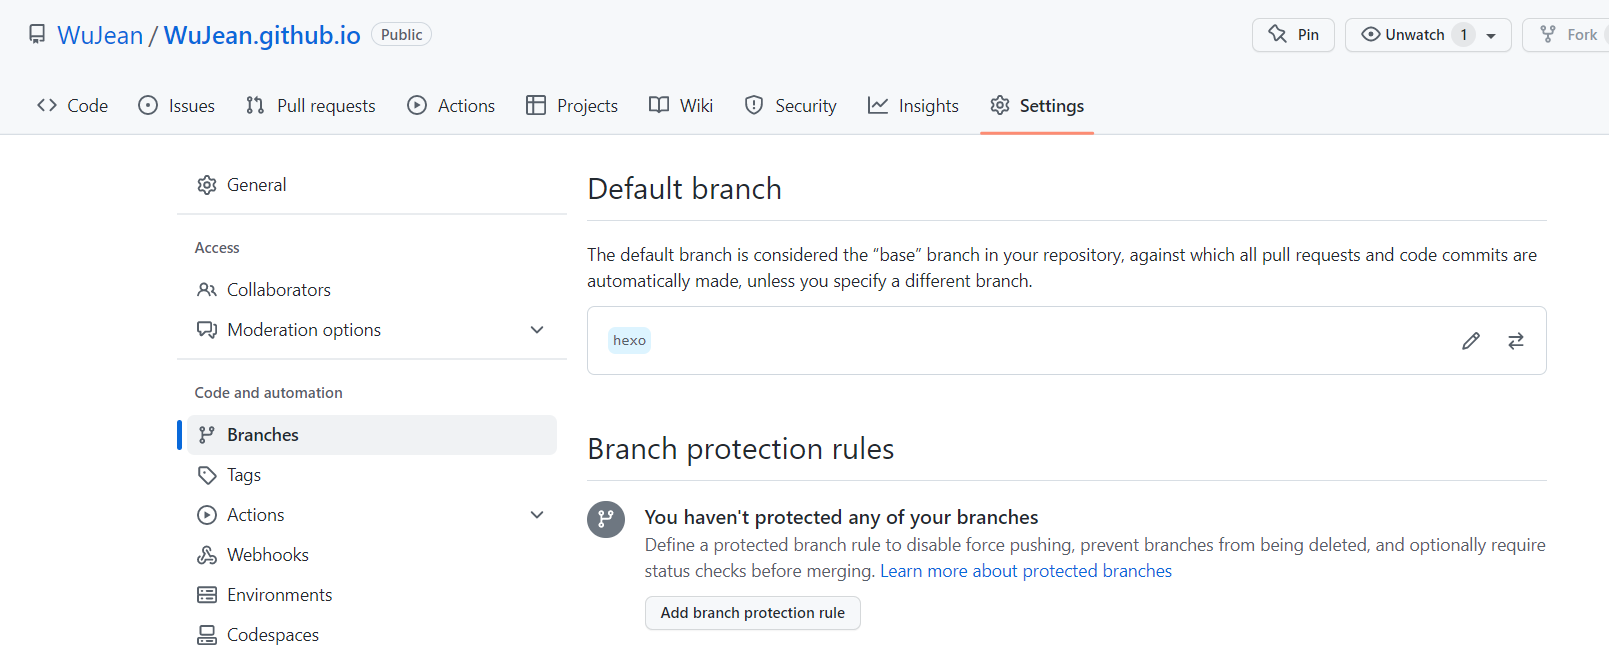 WuJean / WuJean.github.io Public
Pin
Unwatch 1
Fork
Code
Issues
Pull requests
Actions
Projects
Wiki
Security
Insights
Settings
General
Access
Collaborators
Moderation options
Code and automation
Branches
Tags
Actions
Webhooks
Environments
Codespaces
Default branch
The default branch is considered the “base” branch in your repository, against which all pull requests and code commits are
automatically made, unless you specify a different branch.
hexo
Branch protection rules
You haven't protected any of your branches
Define a protected branch rule to disable force pushing, prevent branches from being deleted, and optionally require
status checks before merging. Learn more about protected branches
Add branch protection rule